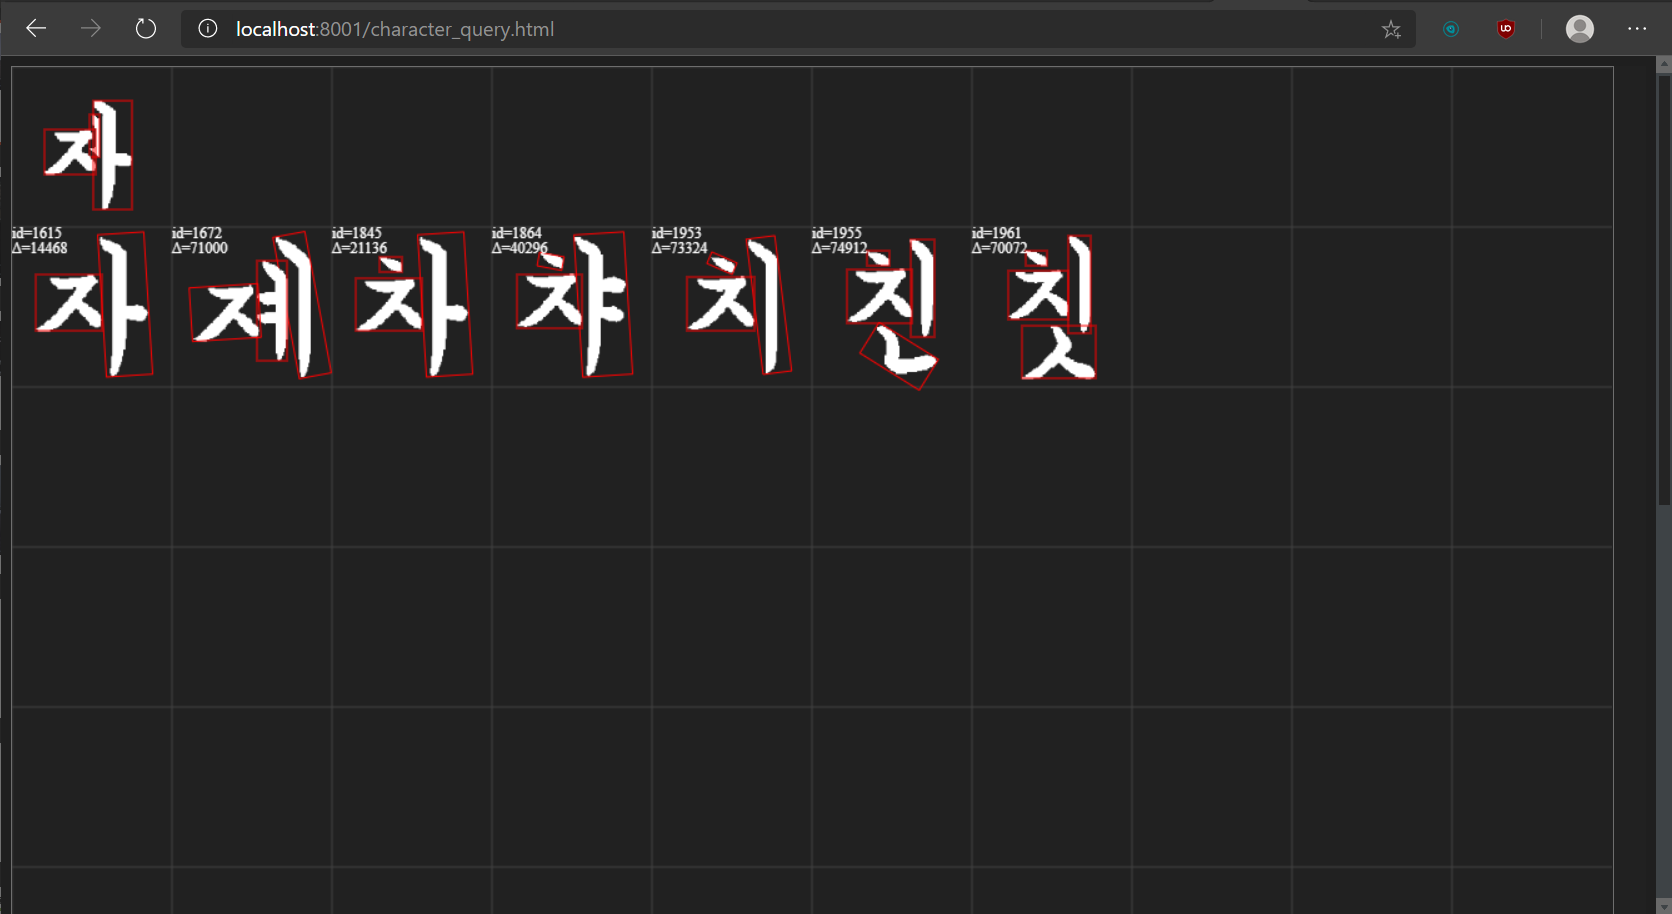 localhost:8001/character_query.html
자
id=1615 id=1672 id=1845 id=1864 id=1953 id=1955 id=1961
Δ=14468 Δ=71000 Δ=21136 Δ=40296 Δ=73324 Δ=74912 Δ=70072
자 졔 차 챠 치 친 칫